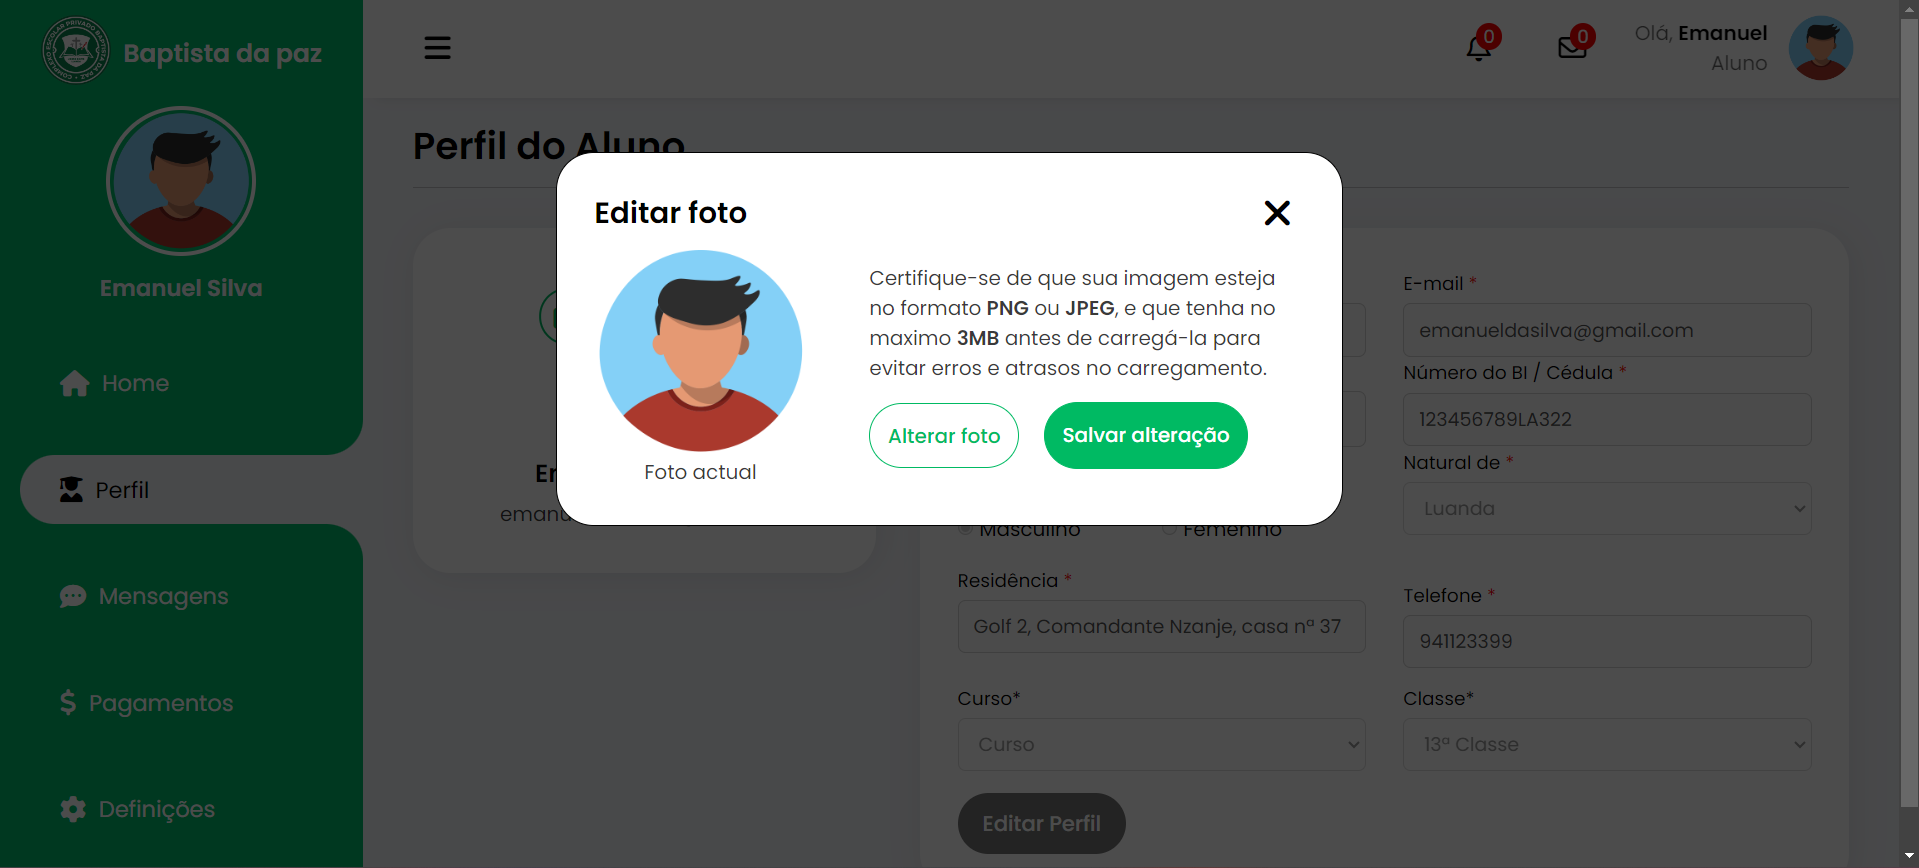 Baptista da paz
Emanuel Silva
Home
Perfil
Mensagens
Pagamentos
Definições
0
0
Olá, Emanuel
Aluno
Perfil do Aluno
Editar foto
Certifique-se de que sua imagem esteja
no formato PNG ou JPEG, e que tenha no
maximo 3MB antes de carregá-la para
evitar erros e atrasos no carregamento.
Alterar foto
Salvar alteração
Foto actual
E-mail *
emanueldasilva@gmail.com
Número do BI / Cédula *
123456789LA322
Natural de *
Luanda
Masculino
Femenino
Residência *
Golf 2, Comandante Nzanje, casa nª 37
Telefone *
941123399
Curso*
Curso
Classe*
13ª Classe
Editar Perfil